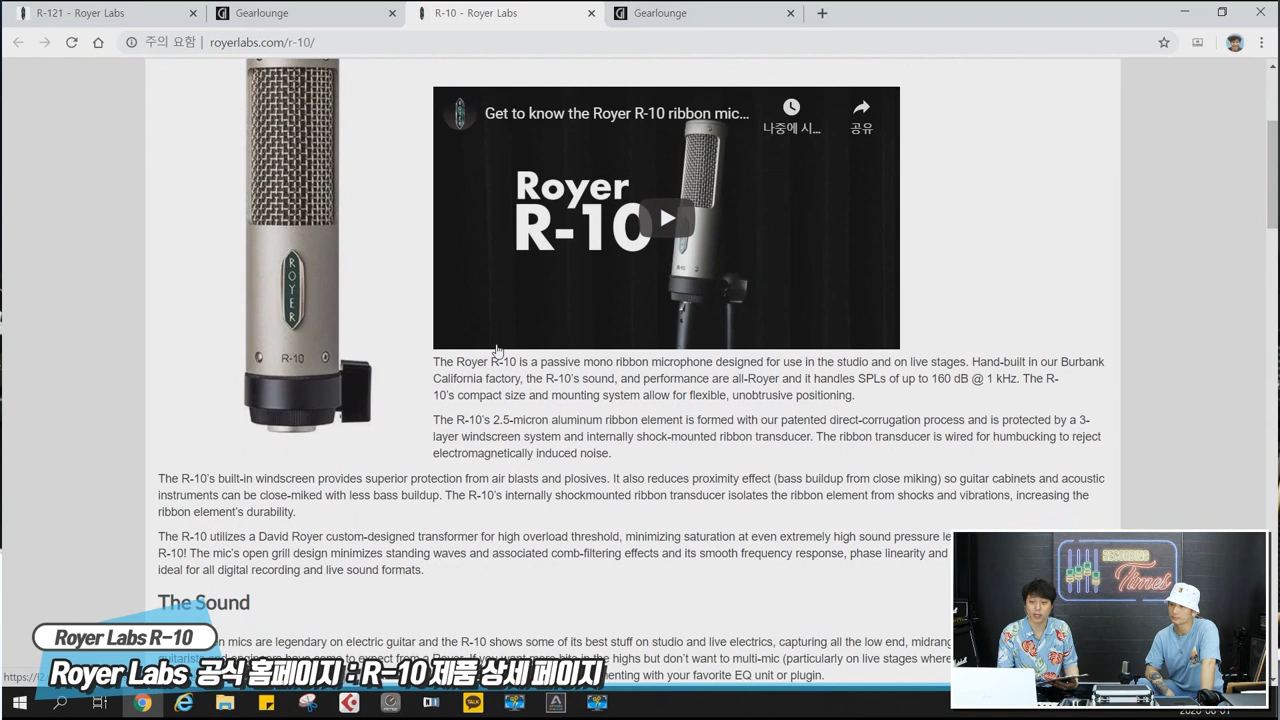 R-121 - Royer Labs
Gearlounge
R-10 - Royer Labs
Gearlounge
주의 요함 | royerlabs.com/r-10/
Get to know the Royer R-10 ribbon mic...
나중에 시...
공유
Royer
R-10
ROYER
R-10
The Royer R-10 is a passive mono ribbon microphone designed for use in the studio and on live stages. Hand-built in our Burbank
California factory, the R-10's sound, and performance are all-Royer and it handles SPLs of up to 160 dB @ 1 kHz. The R-
10's compact size and mounting system allow for flexible, unobtrusive positioning.
The R-10's 2.5-micron aluminum ribbon element is formed with our patented direct-corrugation process and is protected by a 3-
layer windscreen system and internally shock-mounted ribbon transducer. The ribbon transducer is wired for humbucking to reject
electromagnetically induced noise.
The R-10's built-in windscreen provides superior protection from air blasts and plosives. It also reduces proximity effect (bass buildup from close miking) so guitar cabinets and acoustic
instruments can be close-miked with less bass buildup. The R-10's internally shockmounted ribbon transducer isolates the ribbon element from shocks and vibrations, increasing the
ribbon element's durability.
The R-10 utilizes a David Royer custom-designed transformer for high overload threshold, minimizing saturation at even extremely high sound pressure le
R-10! The mic's open grill design minimizes standing waves and associated comb-filtering effects and its smooth frequency response, phase linearity and
ideal for all digital recording and live sound formats.
The Sound
mics are legendary on electric guitar and the R-10 shows some of its best stuff on studio and live electrics, capturing all the low end, midrang
to expect from a Royer. If you want more bite in the highs but don't want to multi-mic (particularly on live stages where
with your favorite EQ unit or plugin.
RECORDING
Times
Royer Labs R-10
Royer Labs 공식 홈페이지 : R-10 제품 상세 페이지
TALK